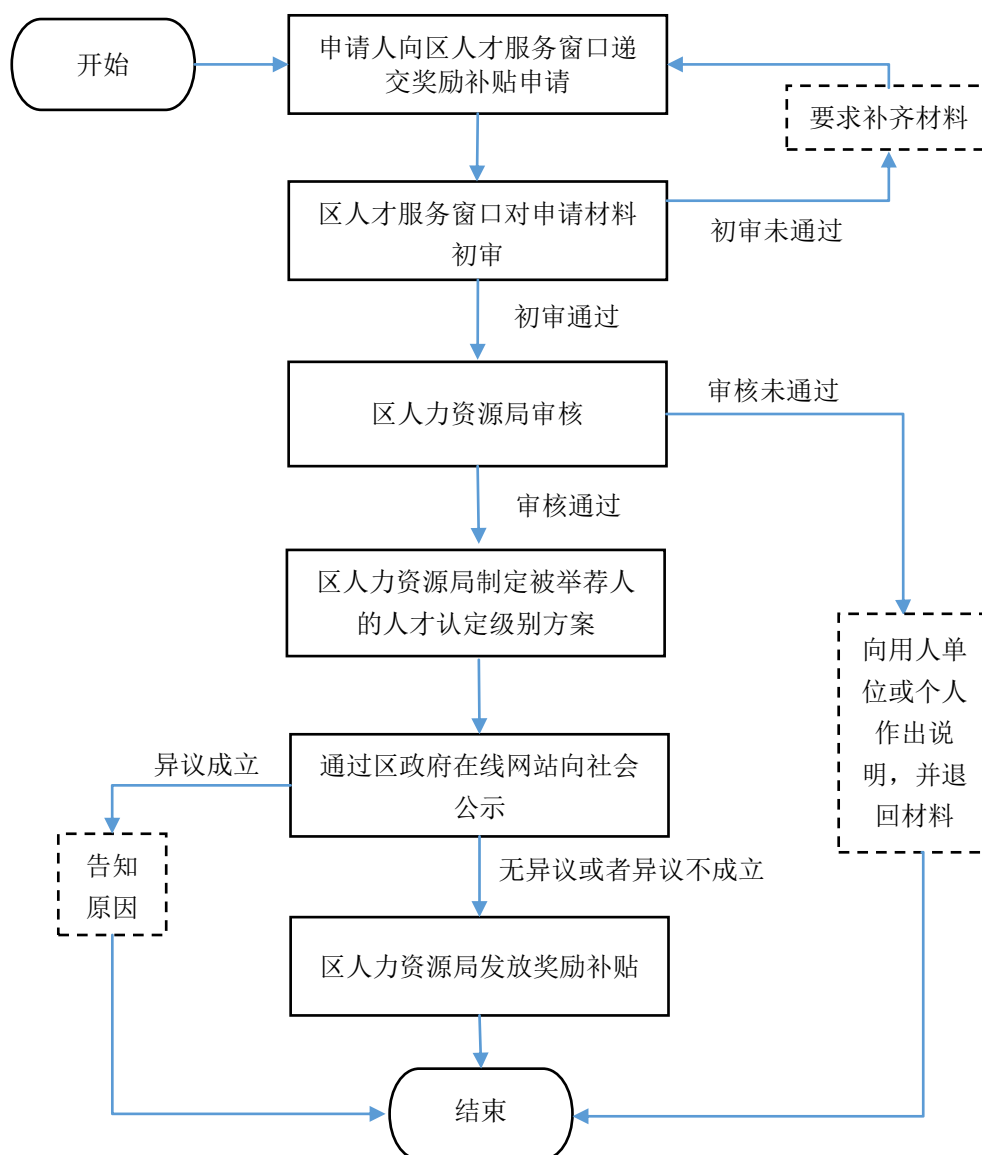 开始
申请人向区人才服务窗口递
交奖励补贴申请
要求补齐材料
区人才服务窗口对申请材料
初审
初审未通过
初审通过
区人力资源局审核
审核未通过
审核通过
区人力资源局制定被举荐人
的人才认定级别方案
向用人单
位或个人
作出说
明，并退
回材料
异议成立
通过区政府在线网站向社会
公示
告知
原因
无异议或者异议不成立
区人力资源局发放奖励补贴
结束